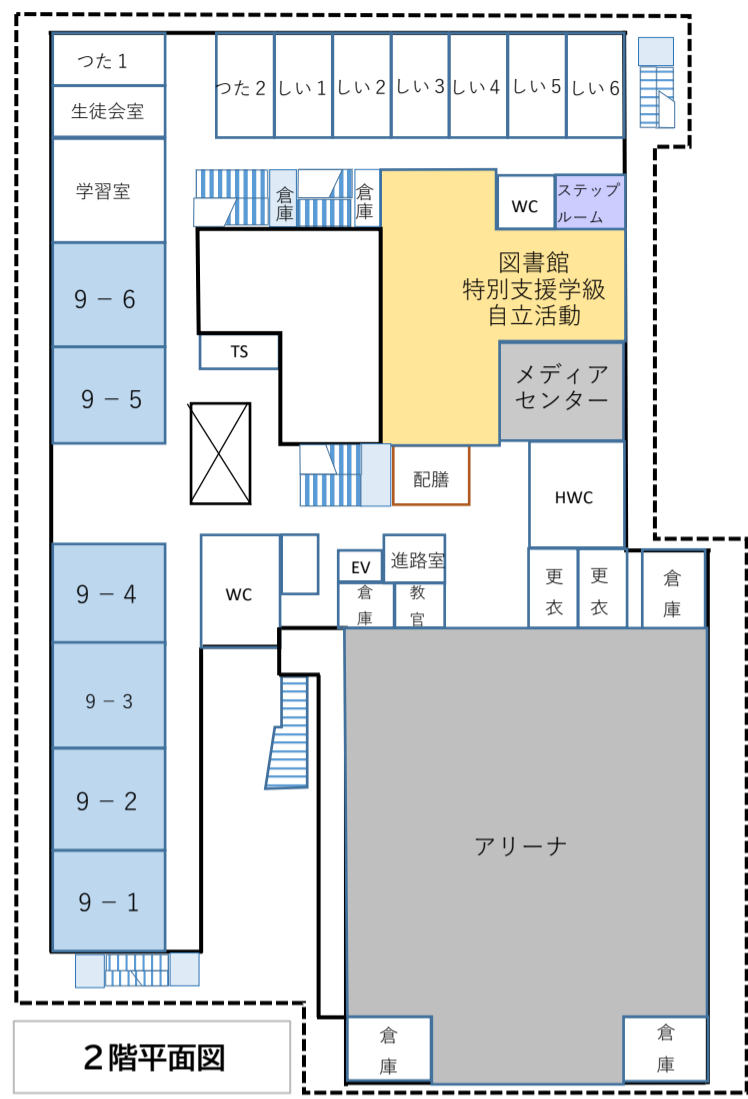 つた１
つた２
しい１
しい２
しい３
しい４
しい５
しい６
生徒会室
学習室
倉
庫
倉
庫
WC
ステップ
ルーム
９－６
図書館
特別支援学級
自立活動
TS
メディア
センター
９－５
配膳
HWC
９－４
WC
EV
進路室
倉
庫
教
官
更
衣
更
衣
倉
庫
９－３
９－２
アリーナ
９－１
倉
庫
倉
庫
２階平面図